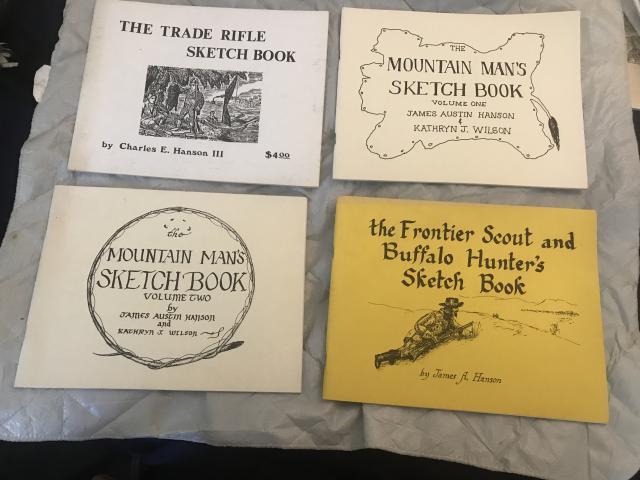 THE TRADE RIFLE
SKETCH BOOK
by Charles E. Hanson III
$4.00
THE
MOUNTAIN MAN'S
SKETCH BOOK
VOLUME ONE
JAMES AUSTIN HANSON
&
KATHRYN J. WILSON
the
MOUNTAIN MAN'S
SKETCH BOOK
VOLUME TWO
by
JAMES AUSTIN HANSON
and
KATHRYN J. WILSON
the Frontier Scout and
Buffalo Hunter's
Sketch Book
by James A. Hanson